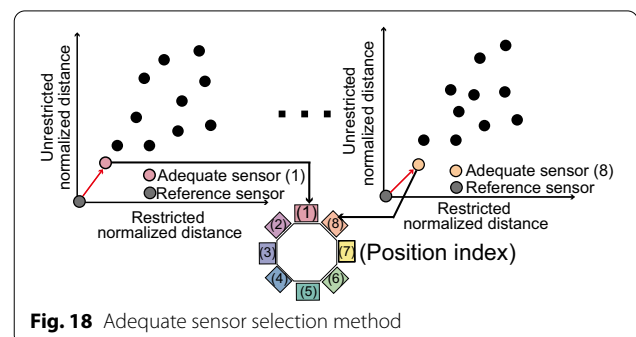 Unrestricted
normalized distance
Adequate sensor (1)
Reference sensor
Restricted
normalized distance
Unrestricted
normalized distance
Adequate sensor (8)
Reference sensor
Restricted
normalized distance
(1)
(2)
(8)
(3)
(7)
(Position index)
(4)
(6)
(5)
Fig. 18 Adequate sensor selection method